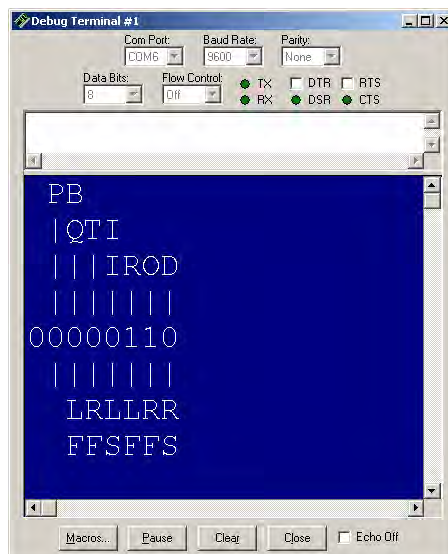 Debug Terminal #1
Com Port: Baud Rate: Parity:
COM6 9600 None
Data Bits: Flow Control: TX DTR RTS
8 Off RX DSR CTS
PB
|QTI
|||IROD
|||||||
00000110
|||||||
LRLLRR
FFSFFS
Macros... Pause Clear Close Echo Off